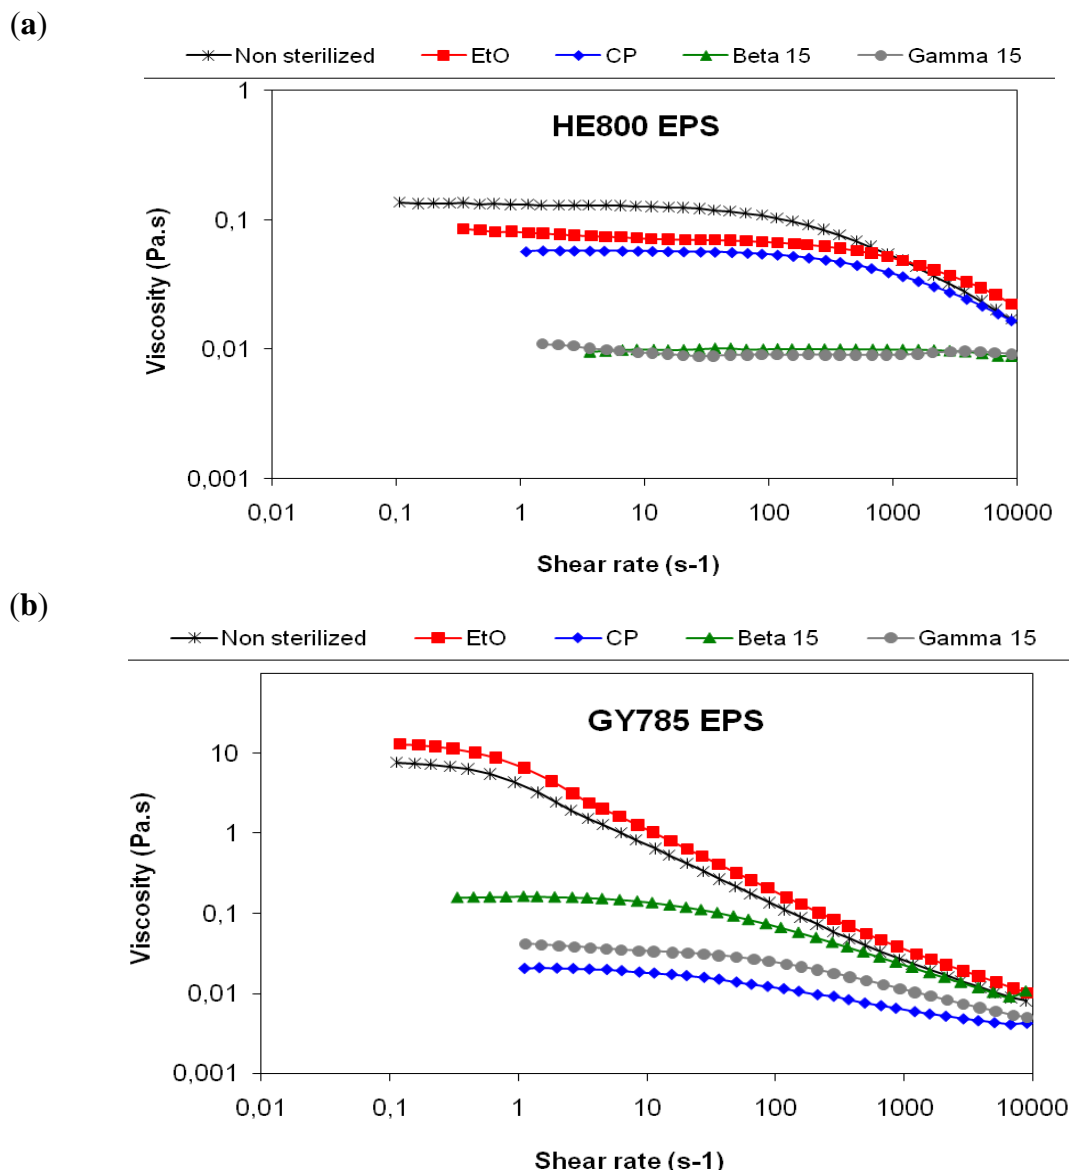 (a)
Non sterilized EtO CP Beta 15 Gamma 15
HE800 EPS
1
0,1
0,01
0,001
Viscosity (Pa.s)
0,01 0,1 1 10 100 1000 10000
Shear rate (s-1)
(b)
Non sterilized EtO CP Beta 15 Gamma 15
GY785 EPS
10
1
0,1
0,01
0,001
Viscosity (Pa.s)
0,01 0,1 1 10 100 1000 10000
Shear rate (s-1)